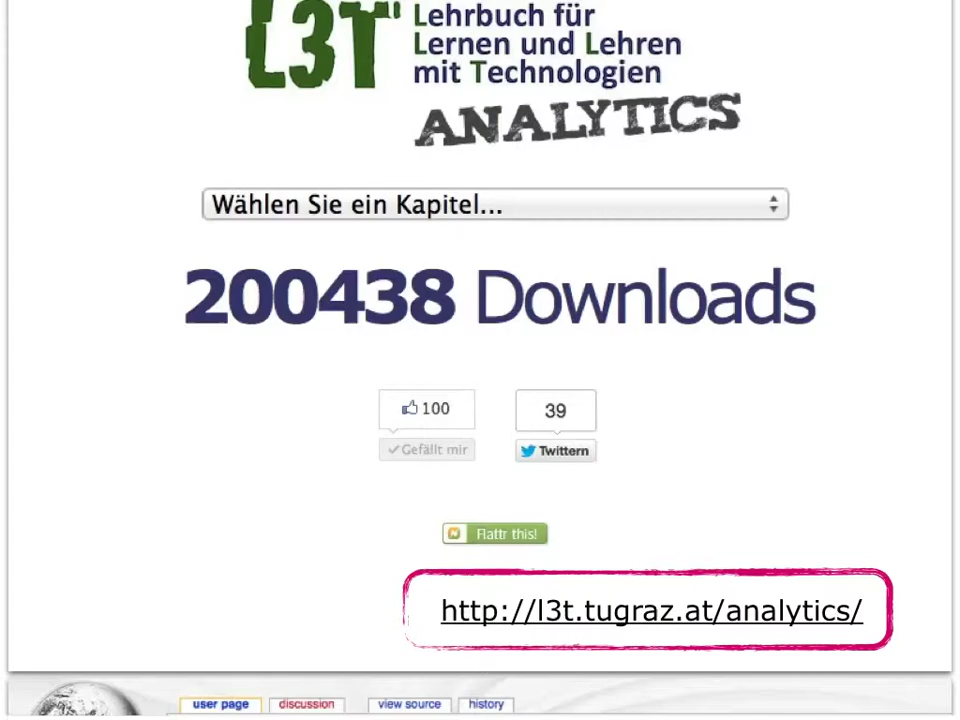 L3T
Lehrbuch für
Lernen und Lehren
mit Technologien
ANALYTICS
Wählen Sie ein Kapitel...
200438 Downloads
100
39
Gefällt mir
Twittern
Flattr this!
http://l3t.tugraz.at/analytics/
user page
discussion
view source
history